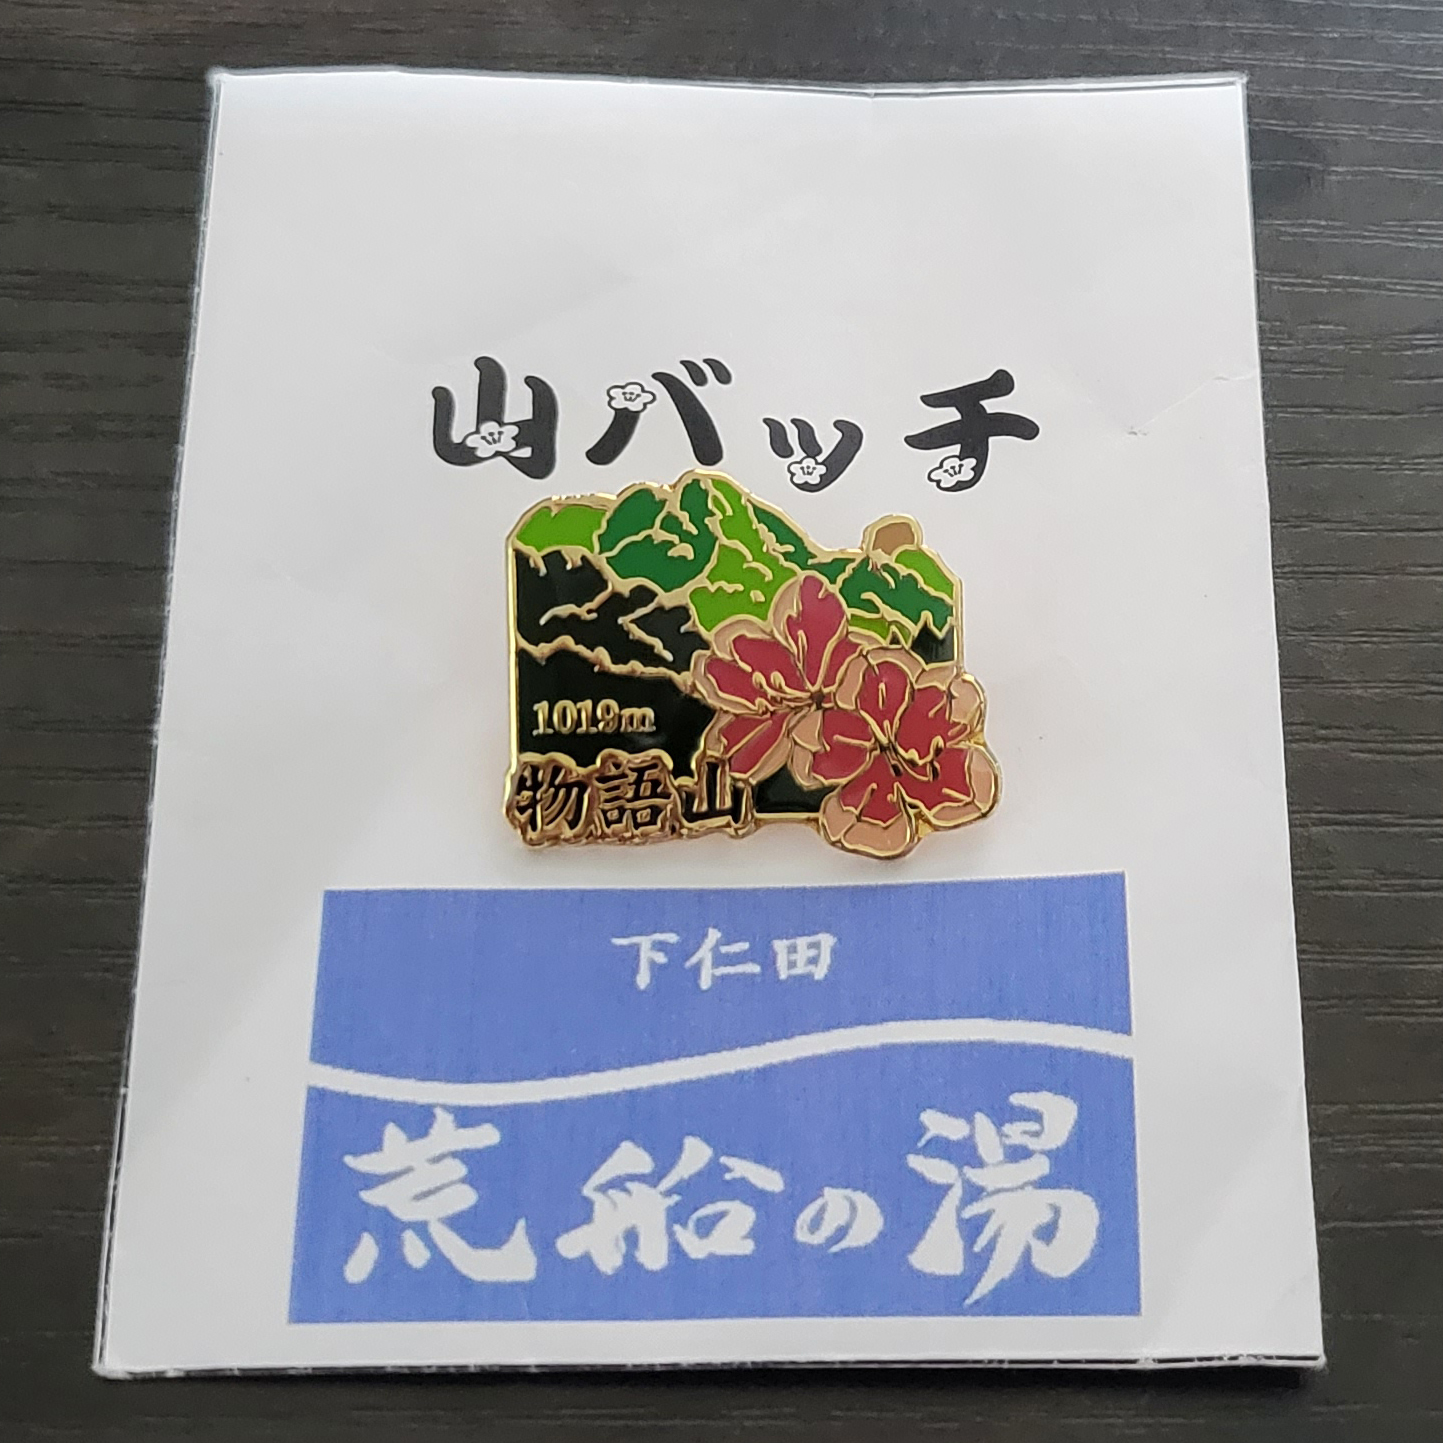 山バッチ
1019m
物語山
下仁田
荒船の湯